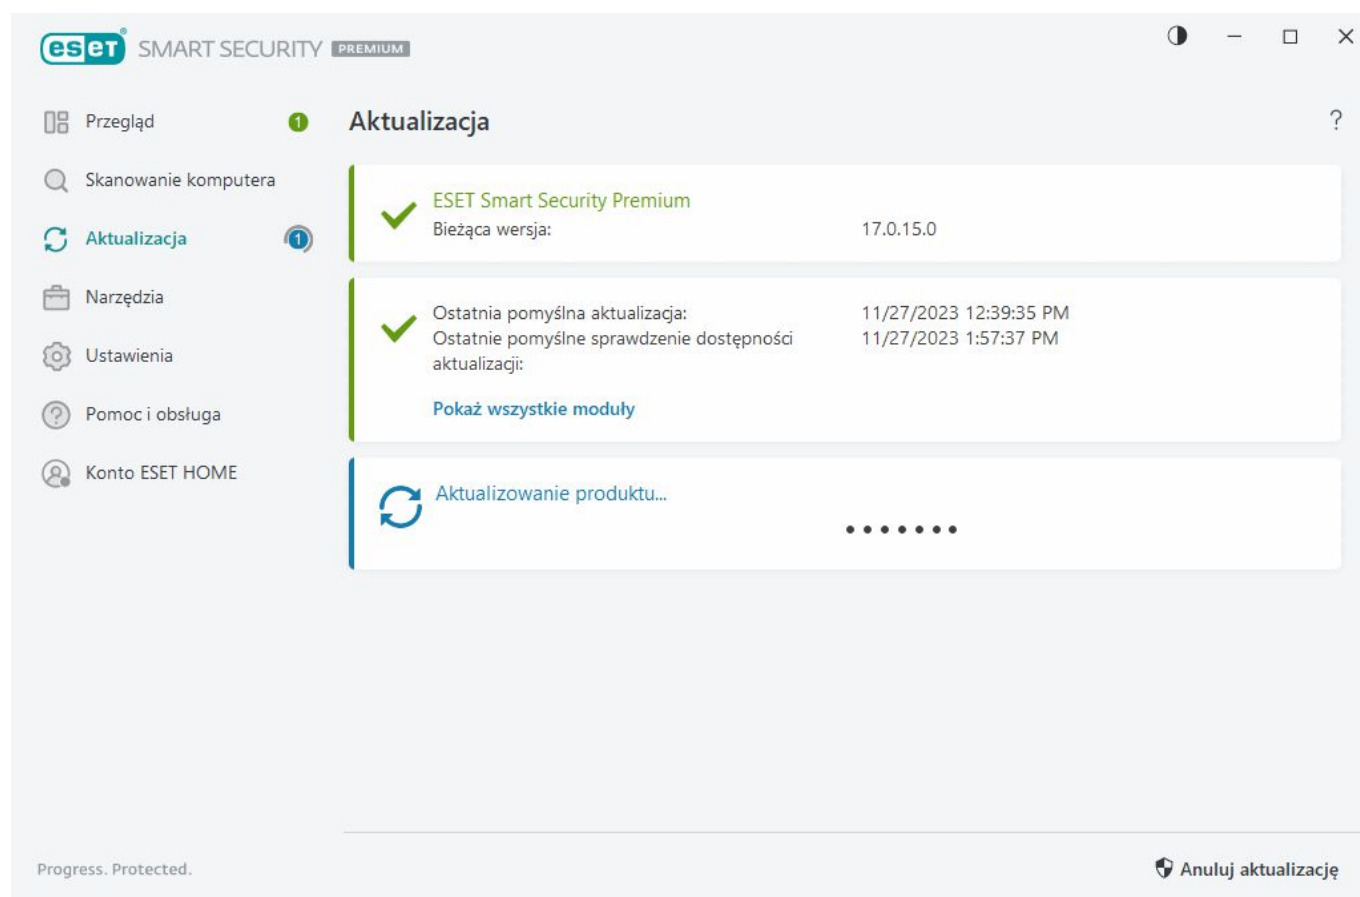 eset SMART SECURITY PREMIUM
Przegląd 1
Skanowanie komputera
Aktualizacja 1
Narzędzia
Ustawienia
Pomoc i obsługa
Konto ESET HOME
Aktualizacja ?
ESET Smart Security Premium
Bieżąca wersja: 17.0.15.0
Ostatnia pomyślna aktualizacja: 11/27/2023 12:39:35 PM
Ostatnie pomyślne sprawdzenie dostępności 11/27/2023 1:57:37 PM
aktualizacji:
Pokaż wszystkie moduły
Aktualizowanie produktu...
Progress. Protected.
Anuluj aktualizację